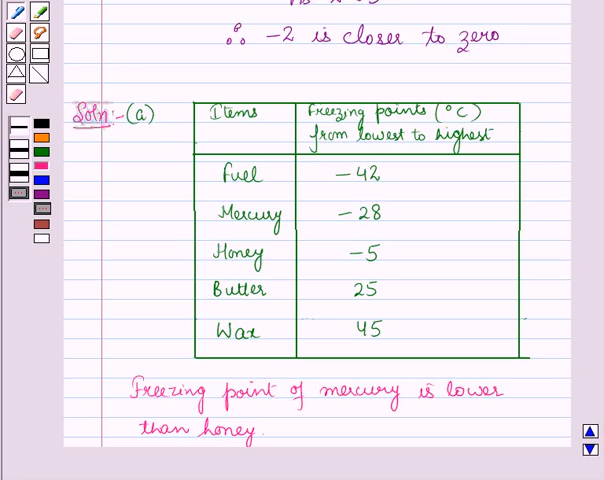 ∴ -2 is closer to zero
Soln:- (a)
Items Freezing points (°C)
from lowest to highest
Fuel -42
Mercury -28
Honey -5
Butter 25
Wax 45
Freezing point of mercury is lower
than honey.